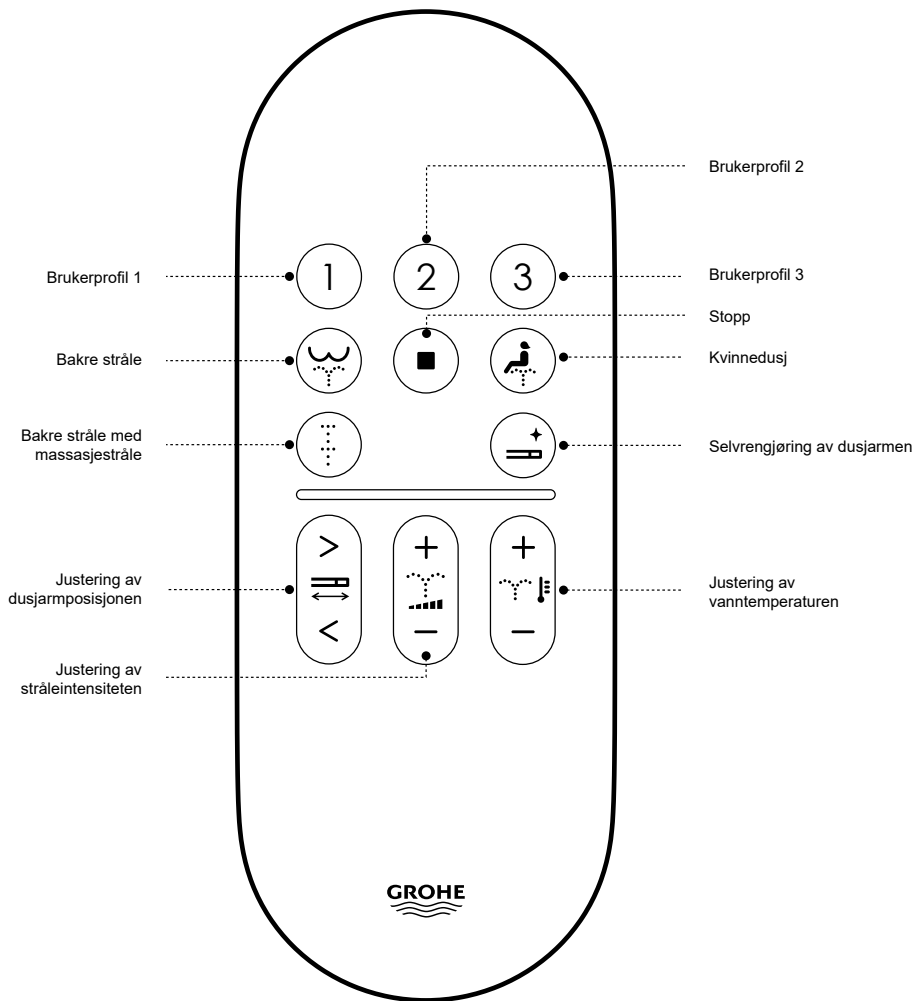 Brukerprofil 2
Brukerprofil 1
1
2
3
Brukerprofil 3
Stopp
Bakre stråle
Kvinnedusj
Bakre stråle med
massasjestråle
Selvrengjøring av dusjarmen
Justering av
dusjarmposisjonen
Justering av
vanntemperaturen
Justering av
stråleintensiteten
GROHE